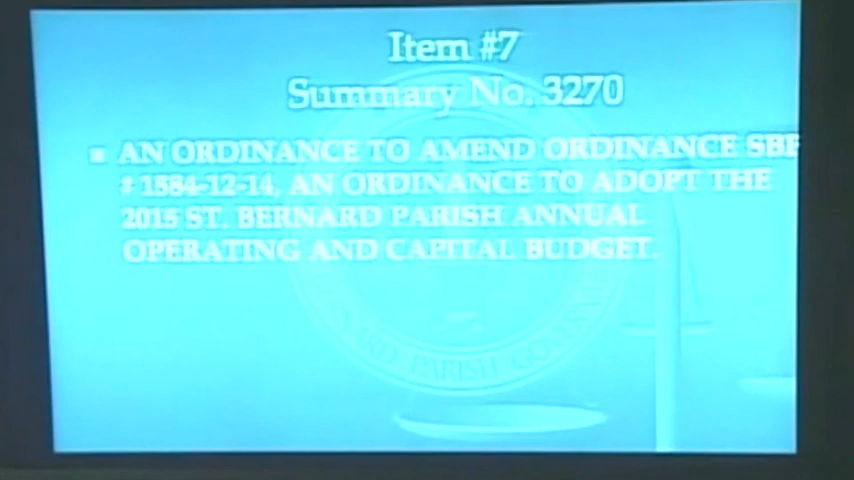 Item #7
Summary No. 3270
▪ AN ORDINANCE TO AMEND ORDINANCE SBP
# 1584-12-14, AN ORDINANCE TO ADOPT THE
2015 ST. BERNARD PARISH ANNUAL
OPERATING AND CAPITAL BUDGET.
PARISH